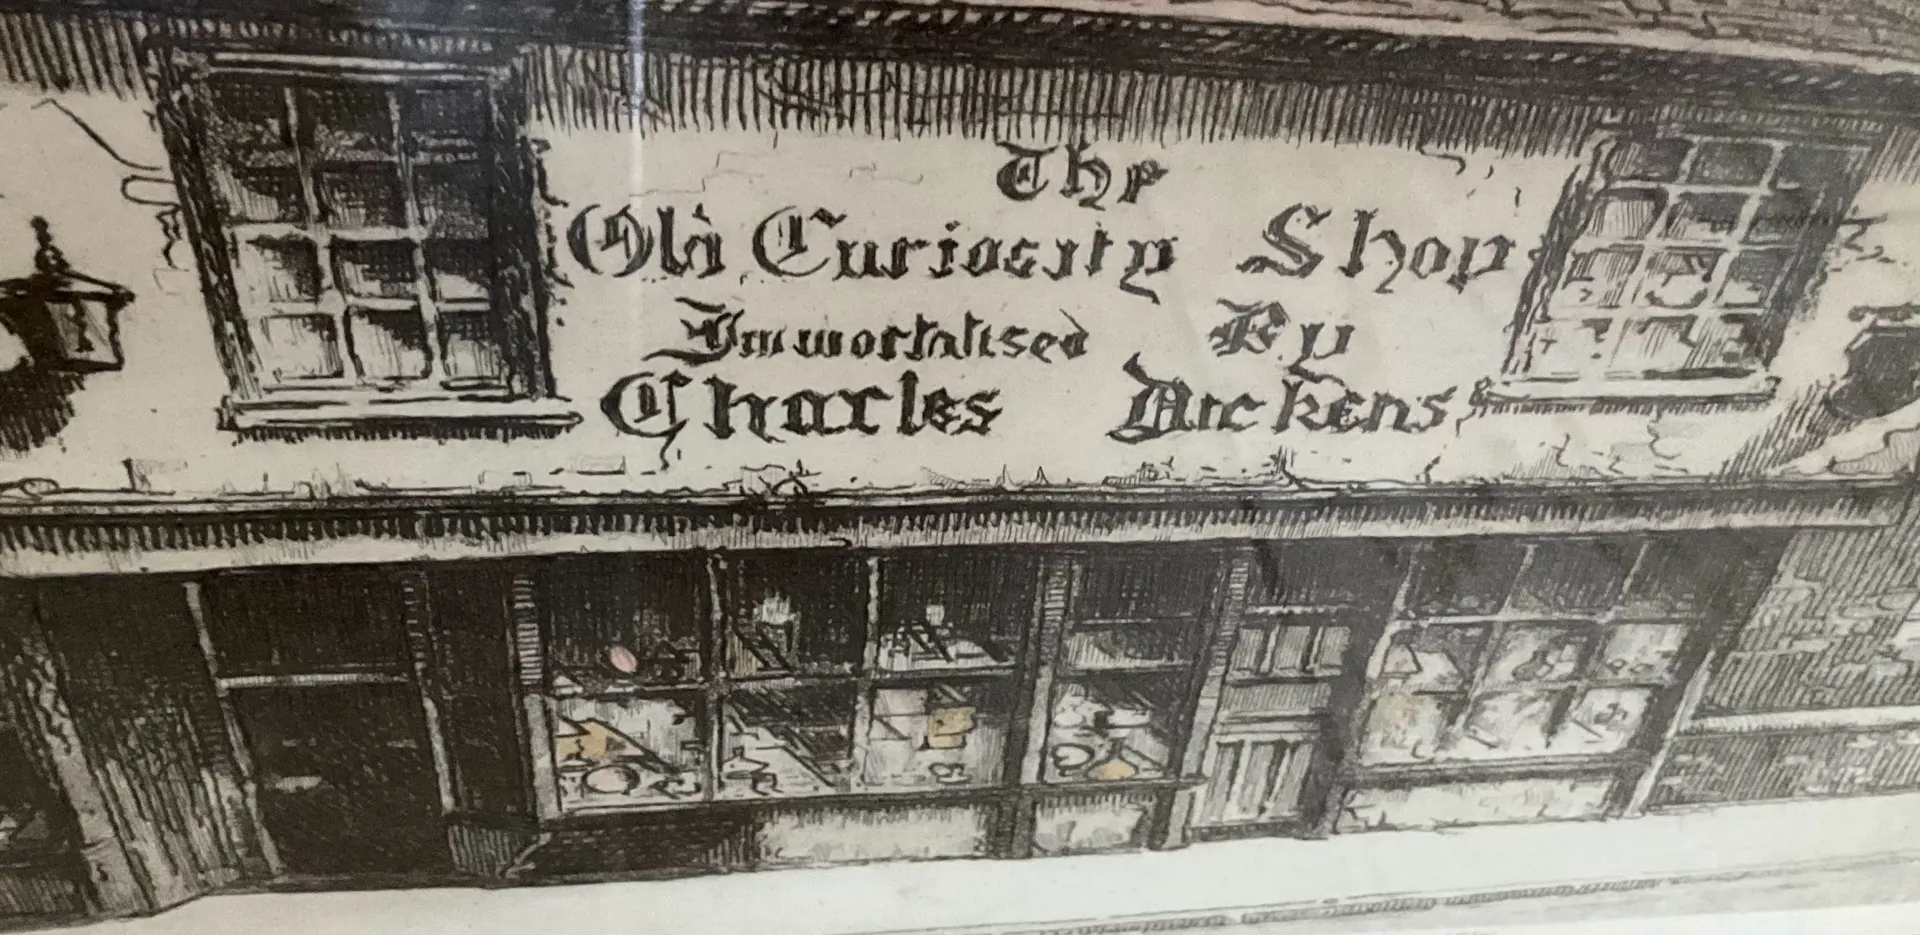 The
Old Curiosity Shop
Immortalised By
Charles Dickens